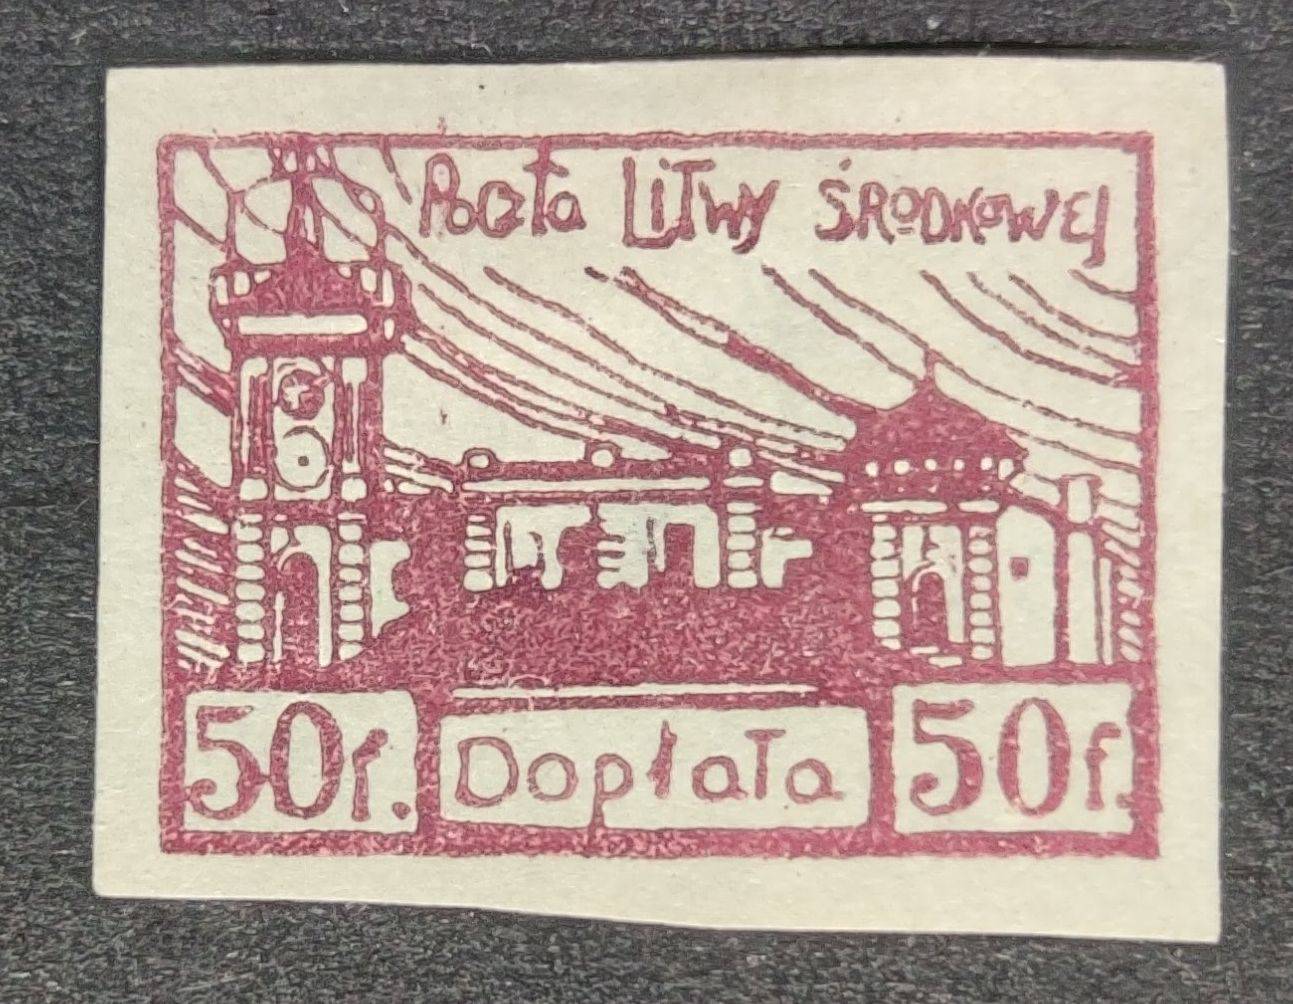 Poczta Litwy Środkowej
50f. Dopłata 50f.